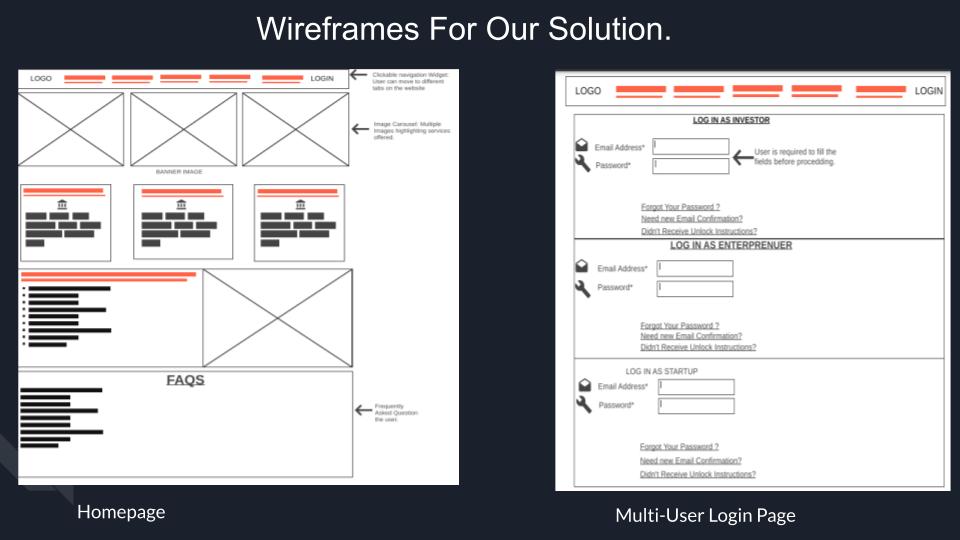 Wireframes For Our Solution.
LOGO
LOGIN
Clickable navigation Widget:
User can move to different
tabs on the website
Image Carousel: Multiple
Images highlighting services
offered.
BANNER IMAGE
FAQS
Frequently
Asked Question
the user.
Homepage
LOGO
LOGIN
LOG IN AS INVESTOR
Email Address*
Password*
User is required to fill the
fields before procedding.
Forgot Your Password ?
Need new Email Confirmation?
Didn't Receive Unlock Instructions?
LOG IN AS ENTERPRENUER
Email Address*
Password*
Forgot Your Password ?
Need new Email Confirmation?
Didn't Receive Unlock Instructions?
LOG IN AS STARTUP
Email Address*
Password*
Forgot Your Password ?
Need new Email Confirmation?
Didn't Receive Unlock Instructions?
Multi-User Login Page